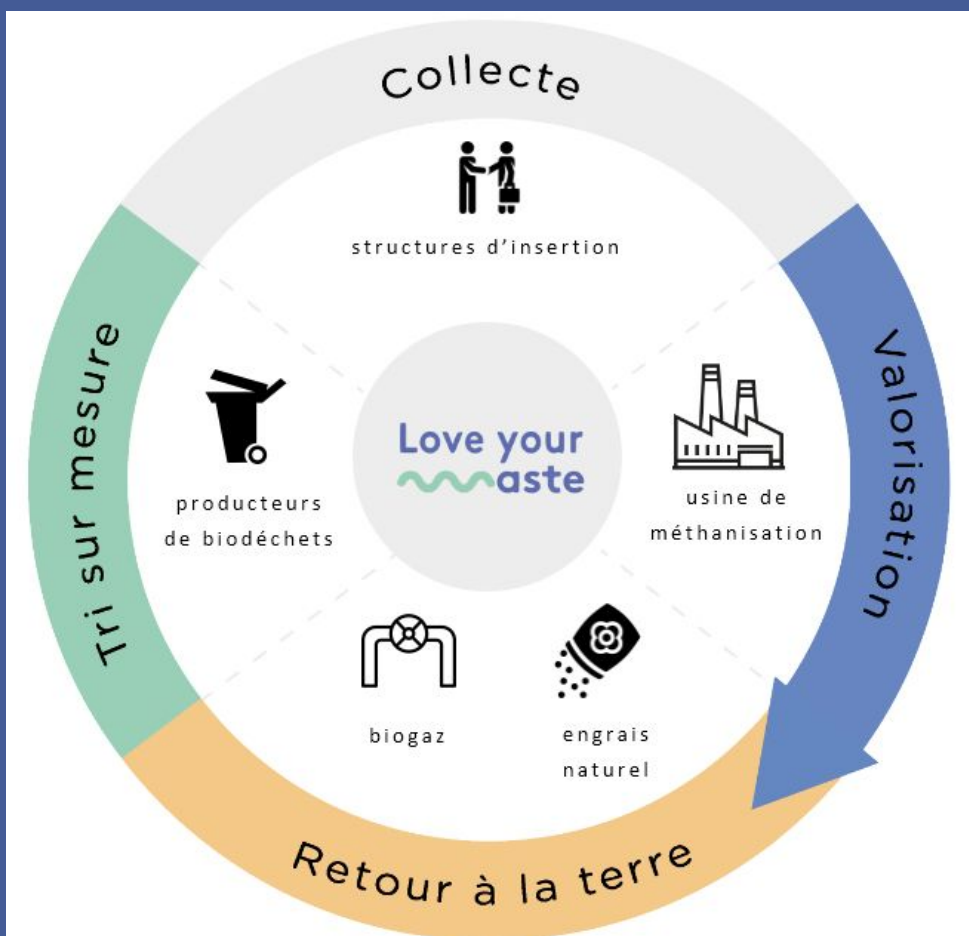 Collecte
structures d'insertion
Tri sur mesure
producteurs
de biodéchets
Love your
aste
Valorisation
usine de
méthanisation
biogaz
engrais
naturel
Retour à la terre